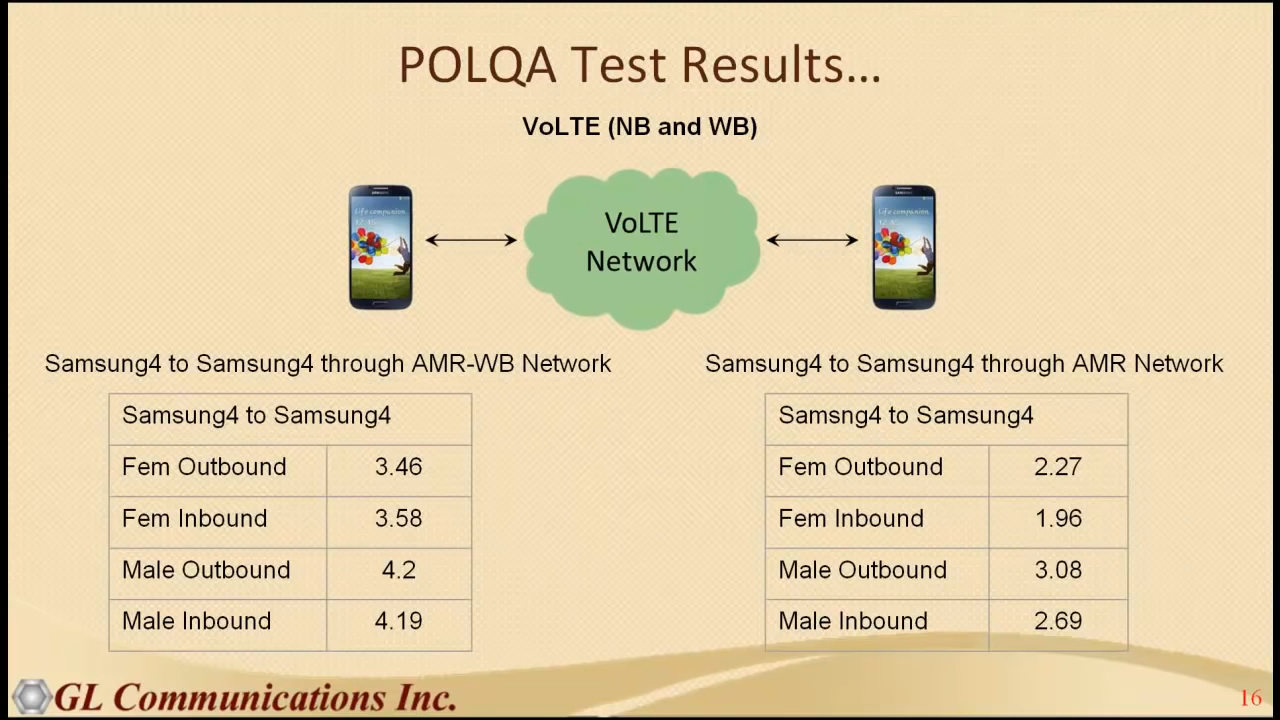 POLQA Test Results...
VoLTE (NB and WB)
VoLTE
Network
Samsung4 to Samsung4 through AMR-WB Network
Samsung4 to Samsung4
Fem Outbound 3.46
Fem Inbound 3.58
Male Outbound 4.2
Male Inbound 4.19
Samsung4 to Samsung4 through AMR Network
Samsng4 to Samsung4
Fem Outbound 2.27
Fem Inbound 1.96
Male Outbound 3.08
Male Inbound 2.69
GL Communications Inc.
16